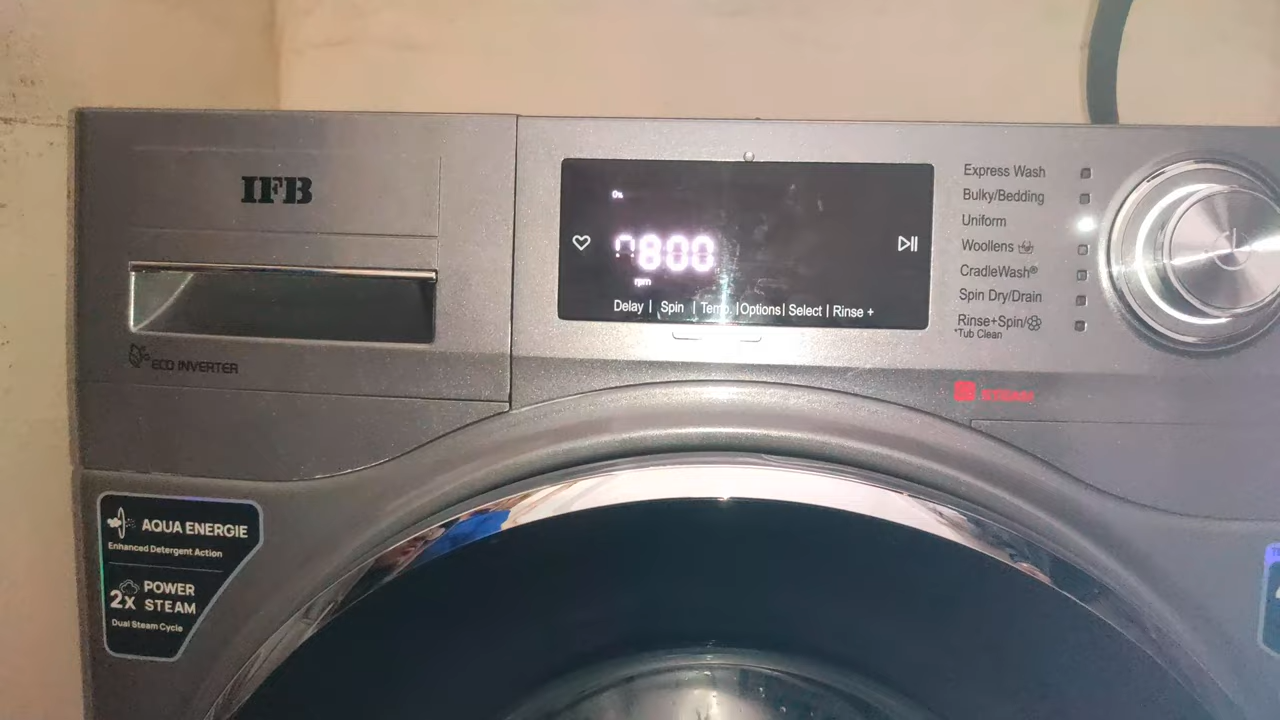 IFB
ECO INVERTER
AQUA ENERGIE
Enhanced Detergent Action
2x POWER STEAM
Dual Steam Cycle
800
rpm
Delay | Spin | Temp. | Options | Select | Rinse +
Express Wash
Bulky/Bedding
Uniform
Woollens
CradleWash®
Spin Dry/Drain
Rinse+Spin/
*Tub Clean
STEAM